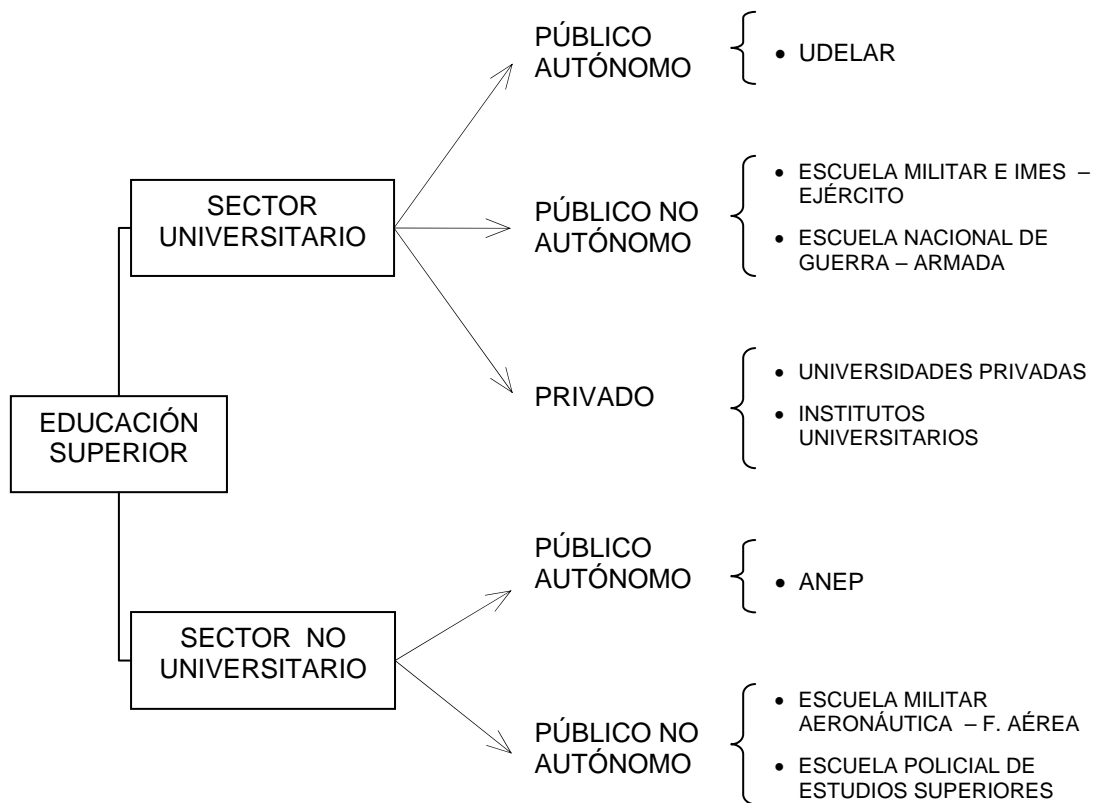 PÚBLICO
AUTÓNOMO
• UDELAR
SECTOR
UNIVERSITARIO
PÚBLICO NO
AUTÓNOMO
• ESCUELA MILITAR E IMES –
EJÉRCITO
• ESCUELA NACIONAL DE
GUERRA – ARMADA
PRIVADO
• UNIVERSIDADES PRIVADAS
• INSTITUTOS
UNIVERSITARIOS
EDUCACIÓN
SUPERIOR
PÚBLICO
AUTÓNOMO
• ANEP
SECTOR NO
UNIVERSITARIO
PÚBLICO NO
AUTÓNOMO
• ESCUELA MILITAR
AERONÁUTICA – F. AÉREA
• ESCUELA POLICIAL DE
ESTUDIOS SUPERIORES